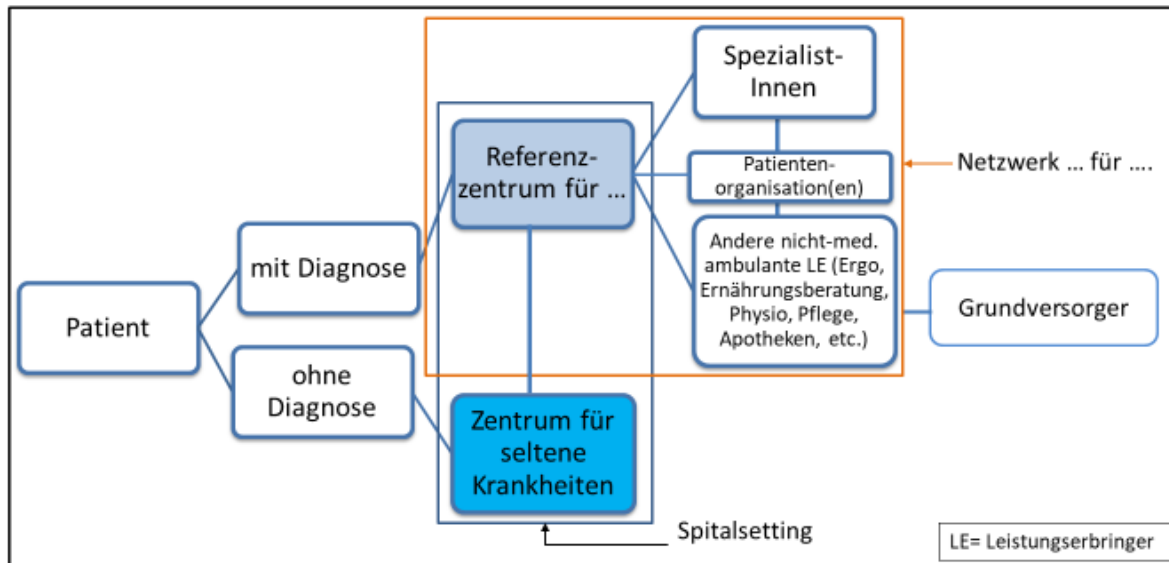 Spezialist-
Innen
Referenz-
zentrum für ...
Patienten-
organisation(en)
Netzwerk ... für ....
mit Diagnose
Andere nicht-med.
ambulante LE (Ergo,
Ernährungsberatung,
Physio, Pflege,
Apotheken, etc.)
Grundversorger
Patient
ohne
Diagnose
Zentrum für
seltene
Krankheiten
Spitalsetting
LE= Leistungserbringer